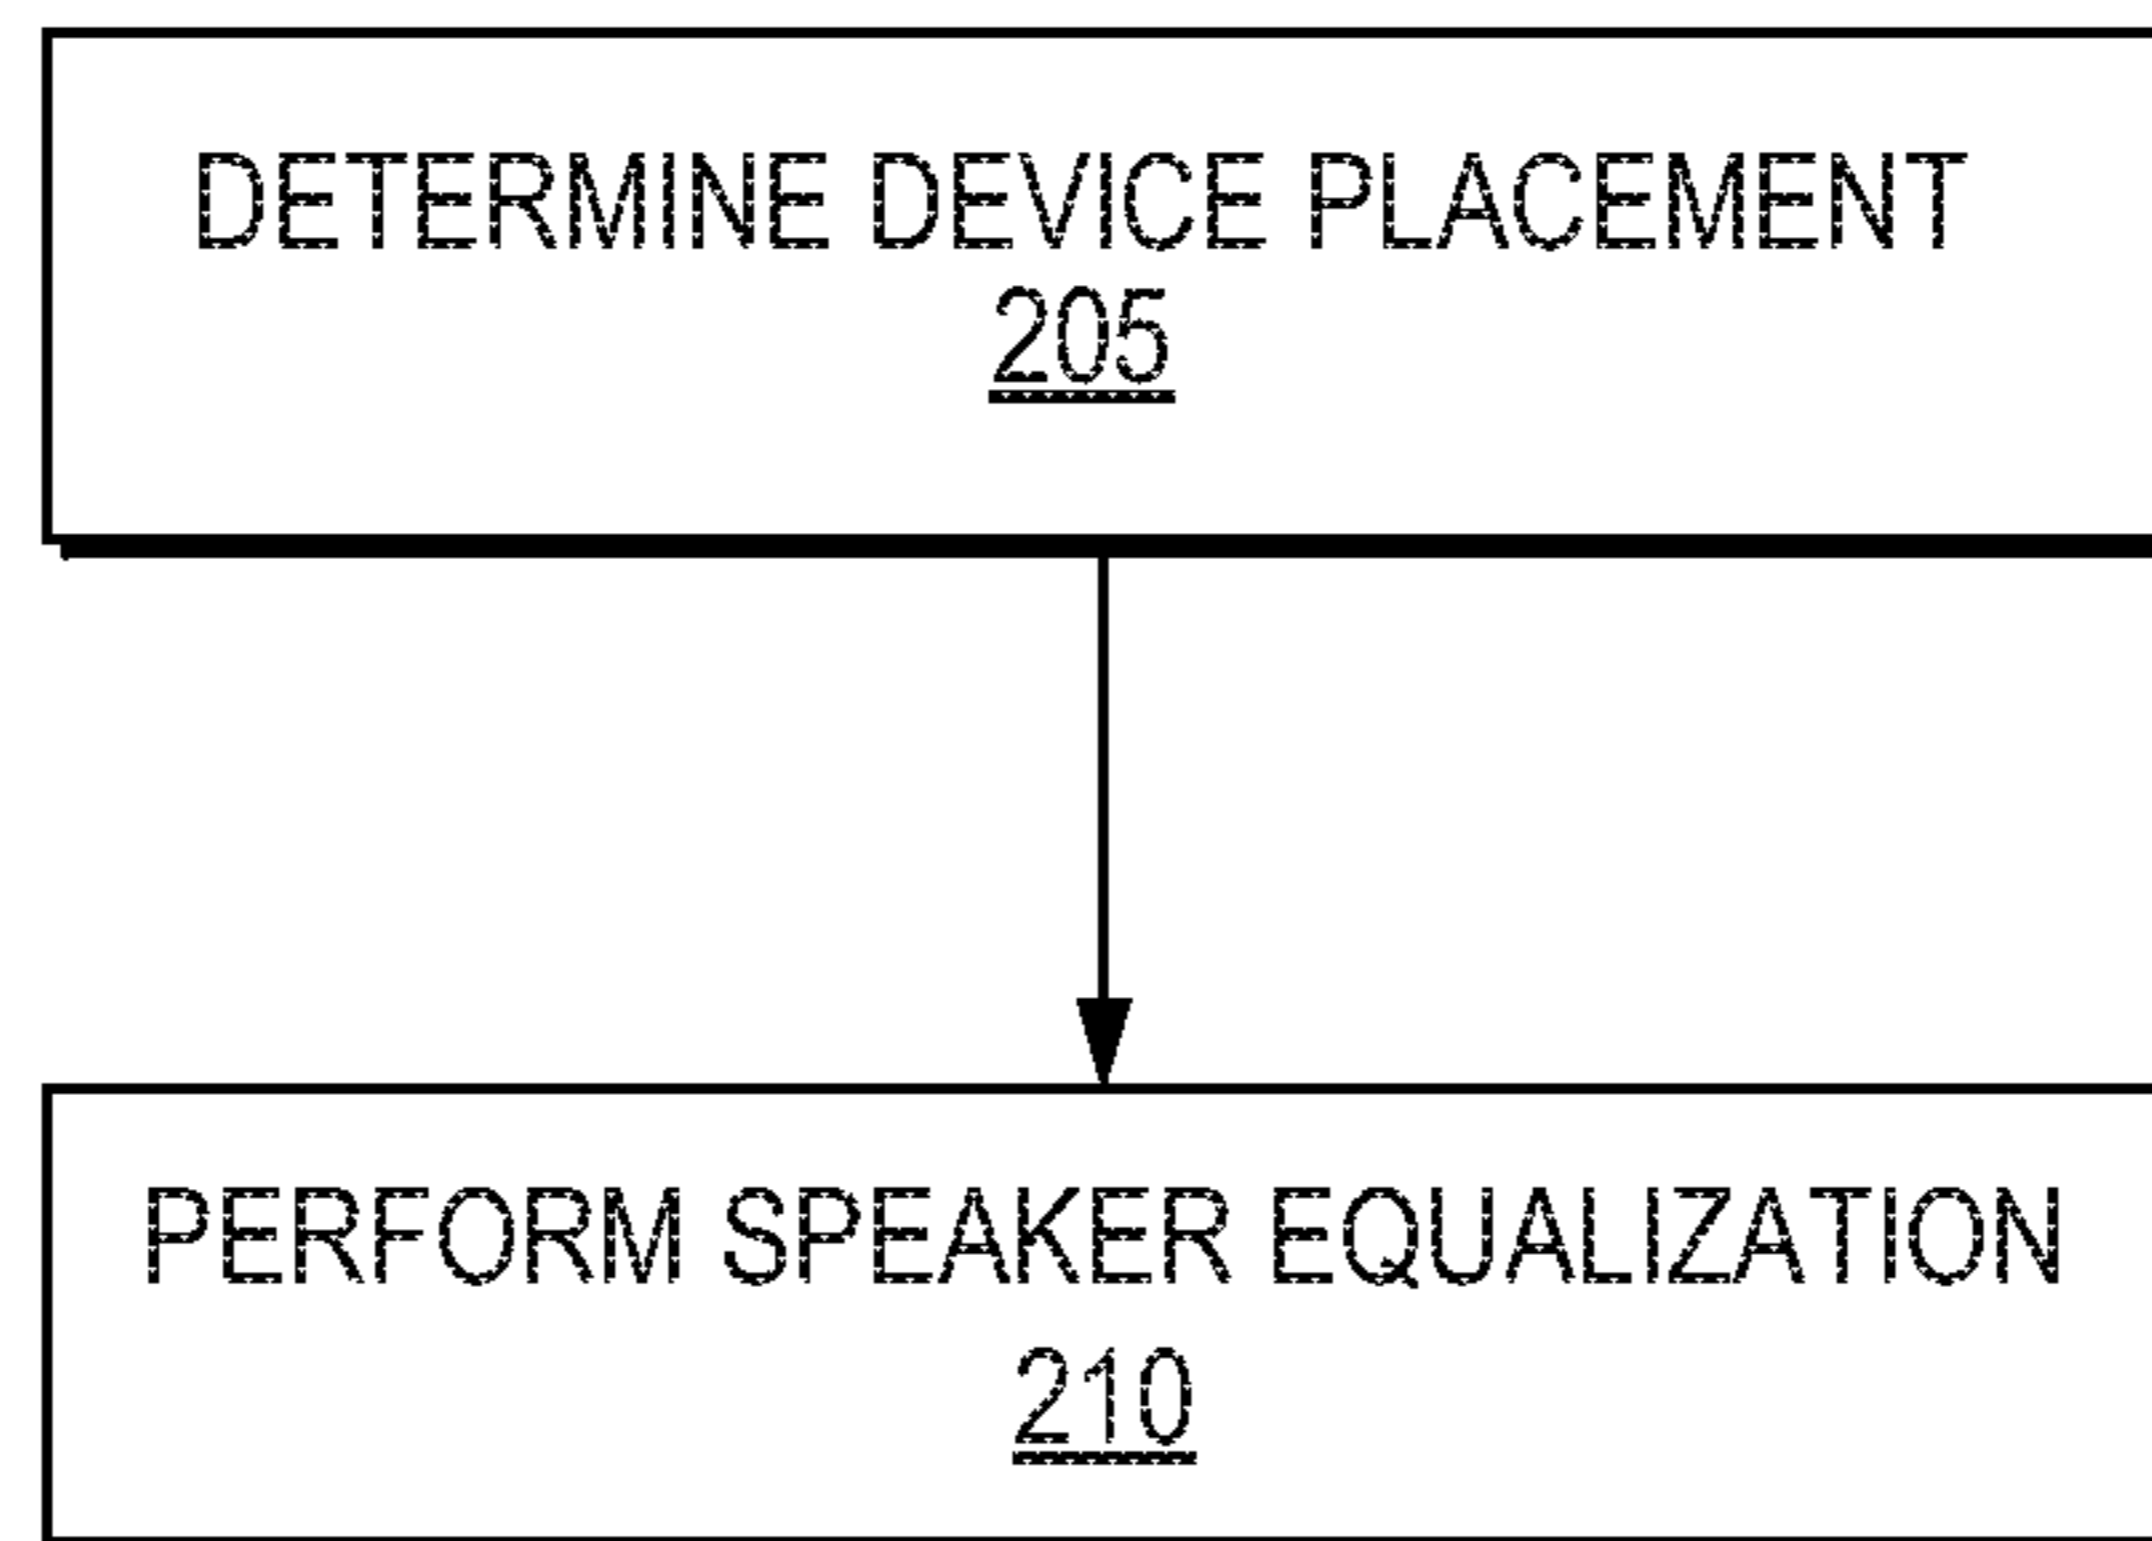 DETERMINE DEVICE PLACEMENT
205
PERFORM SPEAKER EQUALIZATION
210